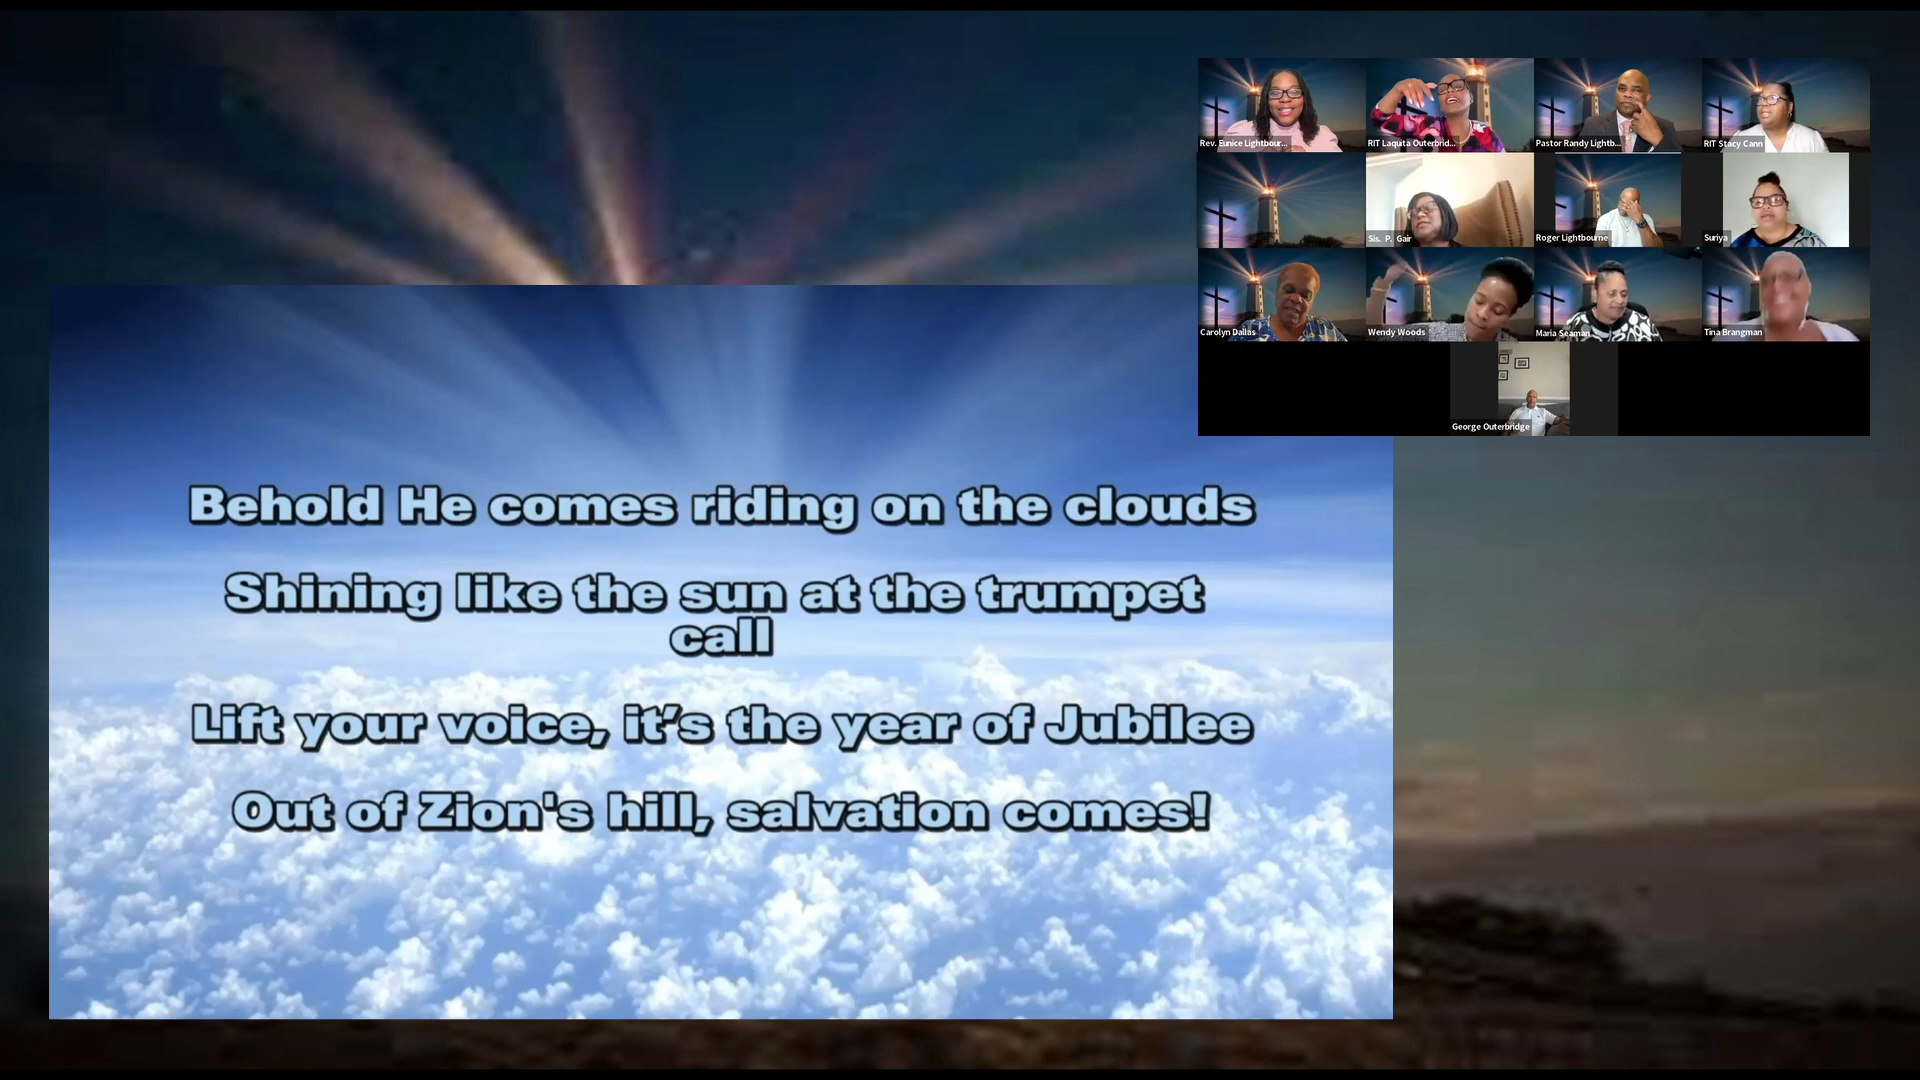 Rev. Eunice Lightbour...
RIT Laquita Outerbrid...
Pastor Randy Lightb...
RIT Stacy Cann
Sis. P. Gair
Roger Lightbourne
Suriya
Carolyn Dallas
Wendy Woods
Maria Seaman
Tina Brangman
George Outerbridge
Behold He comes riding on the clouds
Shining like the sun at the trumpet
call
Lift your voice, it’s the year of Jubilee
Out of Zion's hill, salvation comes!